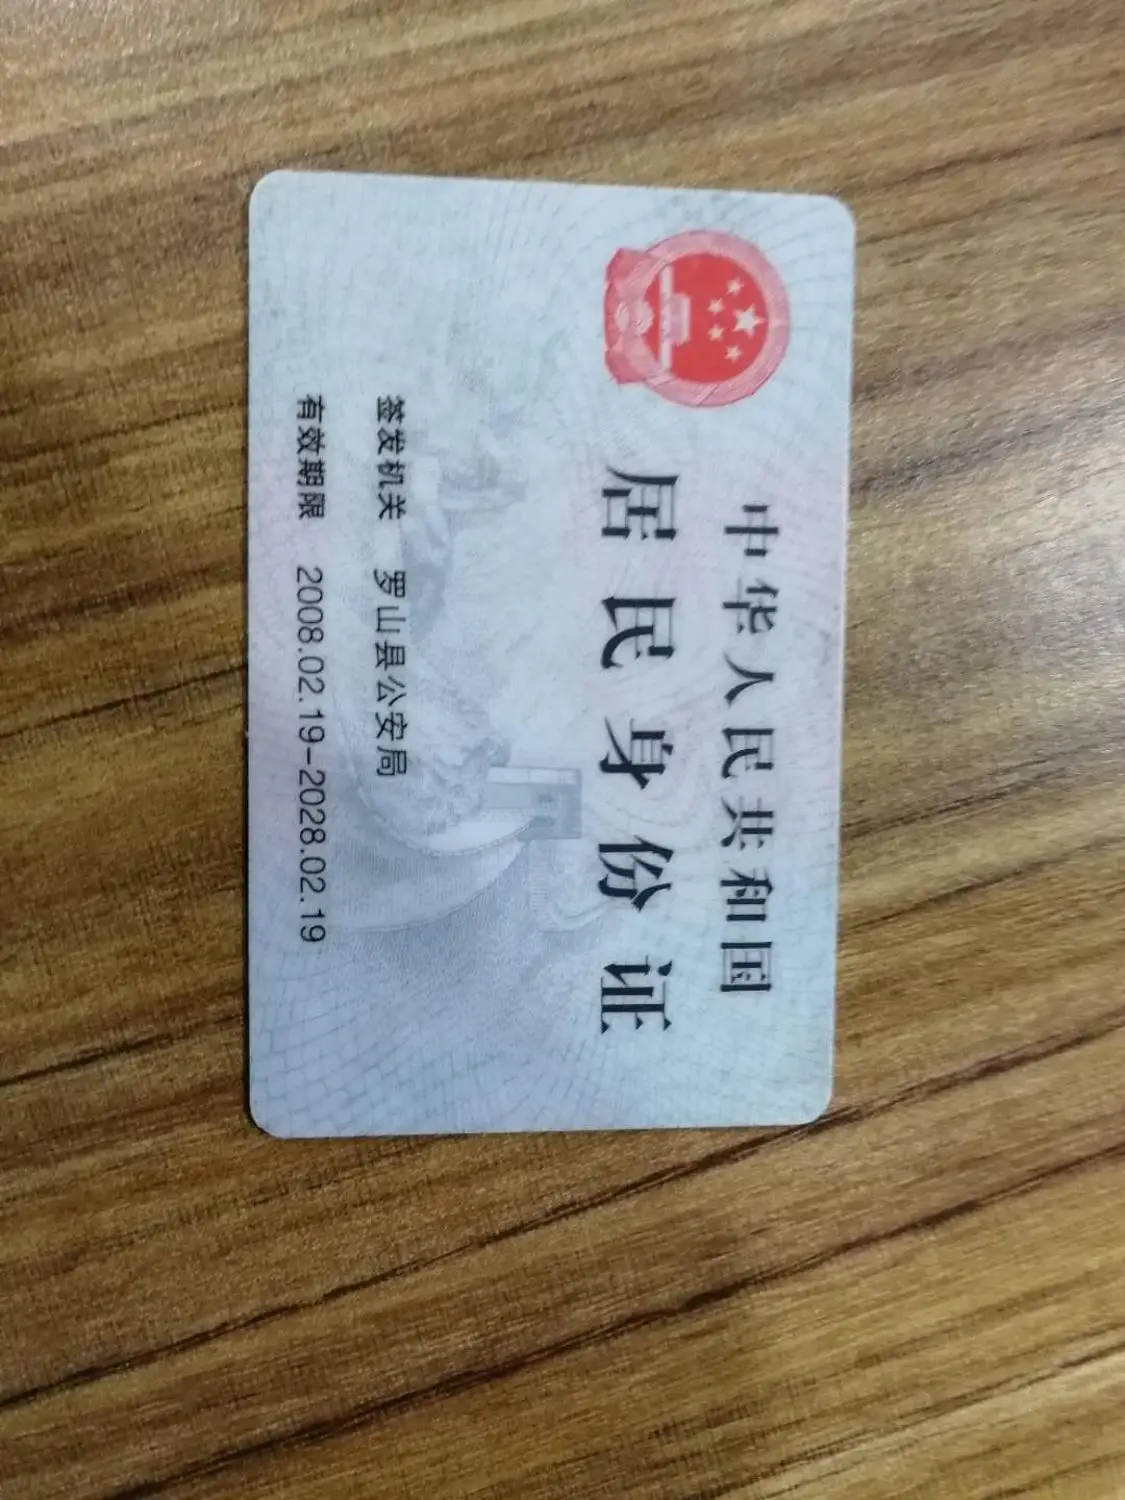 中华人民共和国
居民身份证
签发机关 罗山县公安局
有效期限 2008.02.19-2028.02.19